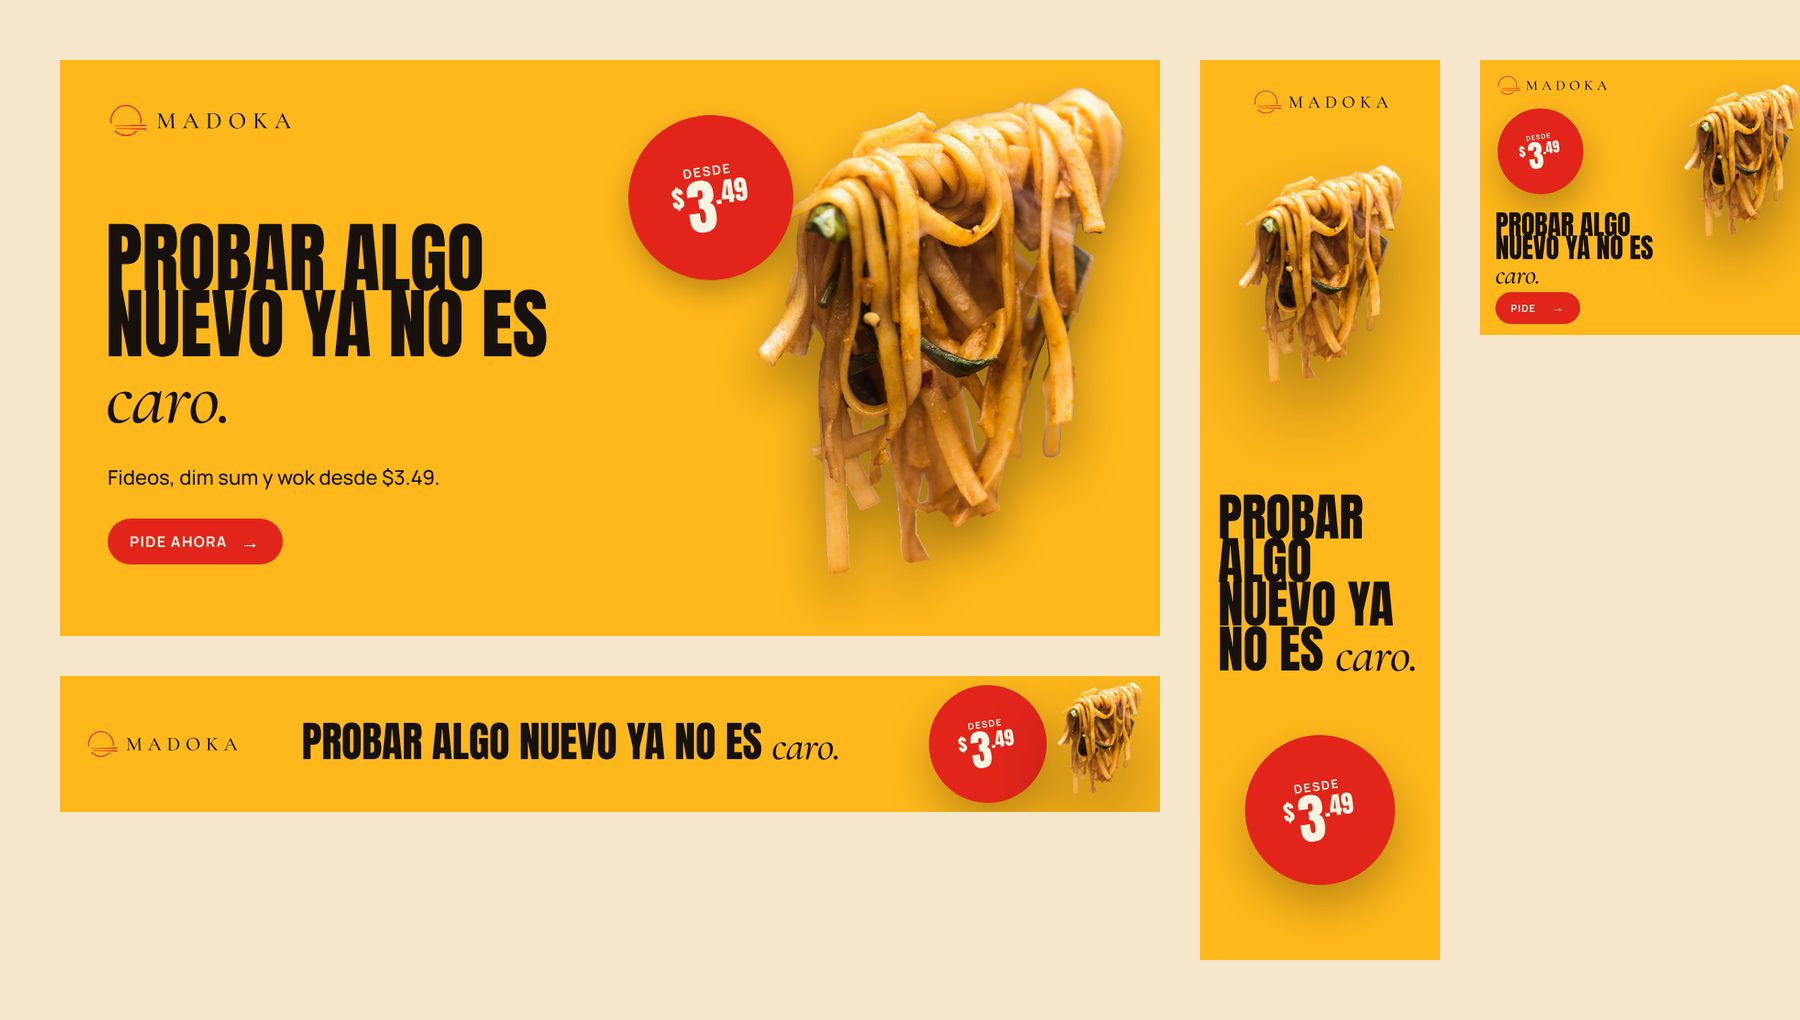 MADOKA
DESDE
$3.49
PROBAR ALGO
NUEVO YA NO ES
caro.
Fideos, dim sum y wok desde $3.49.
PIDE AHORA →
MADOKA
PROBAR ALGO NUEVO YA NO ES caro.
DESDE
$3.49
MADOKA
PROBAR
ALGO
NUEVO YA
NO ES caro.
DESDE
$3.49
MADOKA
DESDE
$3.49
PROBAR ALGO
NUEVO YA NO ES
caro.
PIDE →